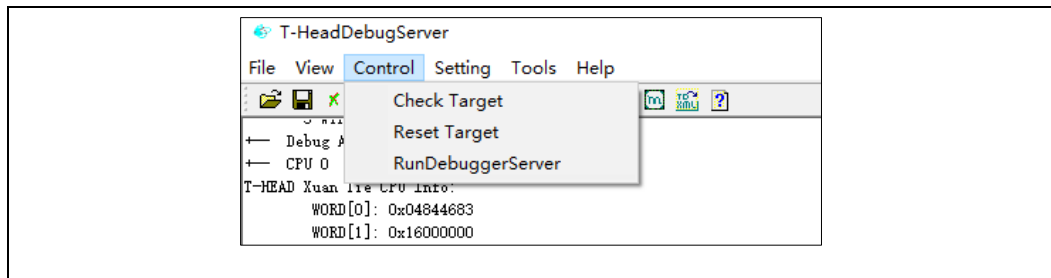 T-HeadDebugServer
File View Control Setting Tools Help
Check Target
Reset Target
RunDebuggerServer
Debug A
CPU 0
T-HEAD Xuan Tie CPU Info:
WORD[0]: 0x04844683
WORD[1]: 0x16000000